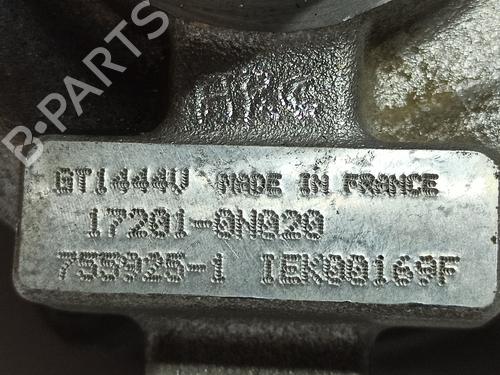 B-PARTS
GT1444V MADE IN FRANCE
17201-0N020
755925-1 IEK00169F